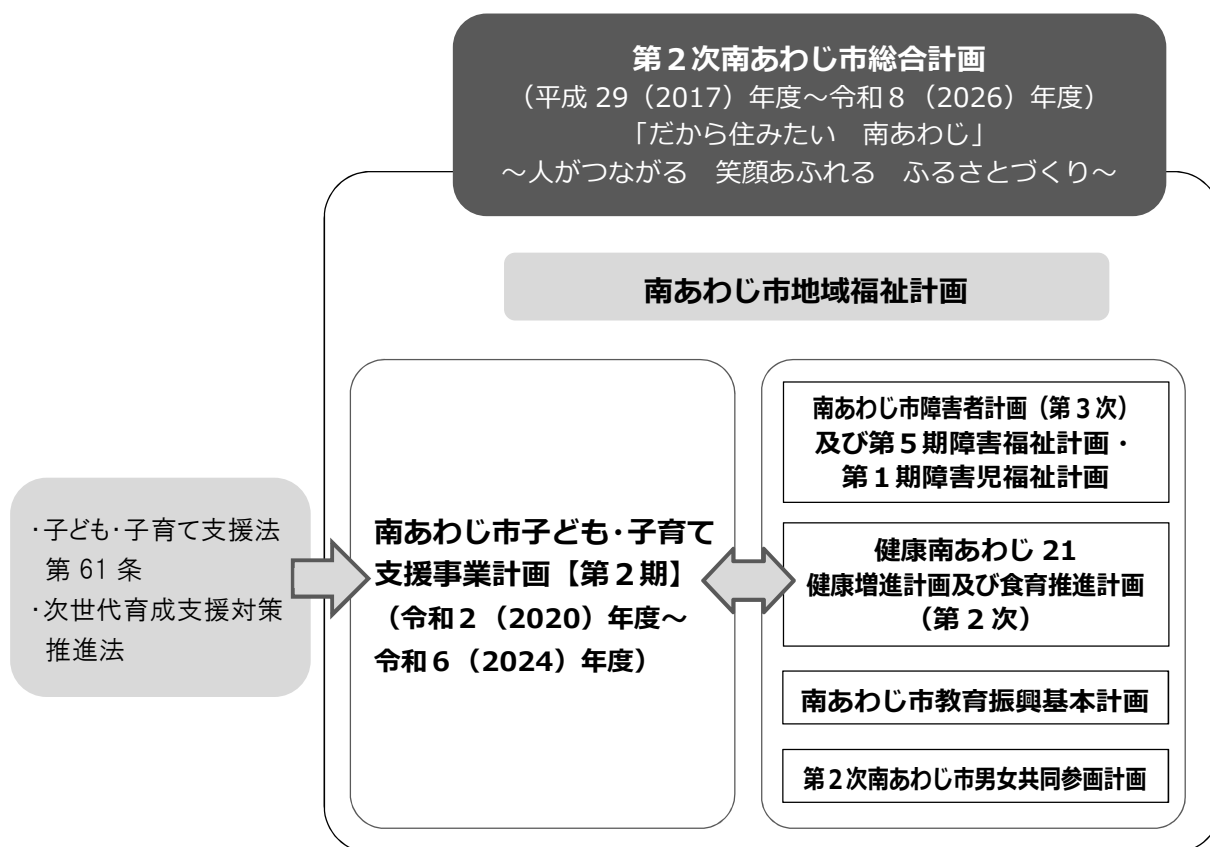 第２次南あわじ市総合計画
（平成 29（2017）年度～令和８（2026）年度）
「だから住みたい　南あわじ」
～人がつながる　笑顔あふれる　ふるさとづくり～
南あわじ市地域福祉計画
・子ども・子育て支援法
第 61 条
・次世代育成支援対策
推進法
南あわじ市子ども・子育て
支援事業計画【第２期】
（令和２（2020）年度～
令和６（2024）年度）
南あわじ市障害者計画（第３次）
及び第５期障害福祉計画・
第１期障害児福祉計画
健康南あわじ 21
健康増進計画及び食育推進計画
（第２次）
南あわじ市教育振興基本計画
第２次南あわじ市男女共同参画計画